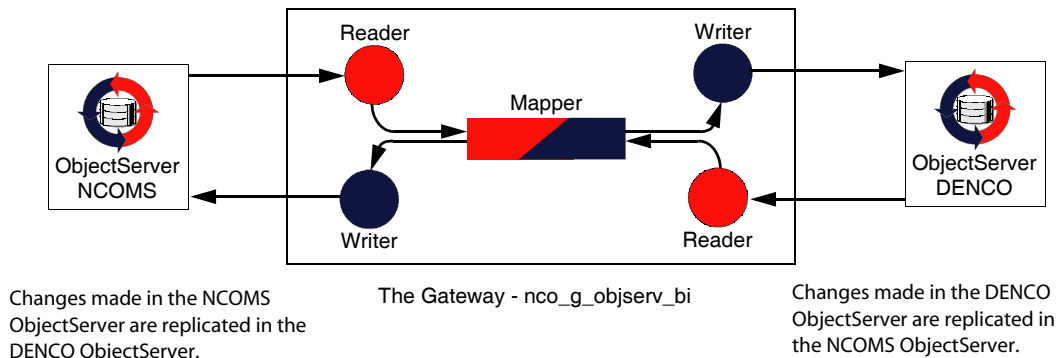 Reader
Writer
Mapper
ObjectServer
NCOMS
ObjectServer
DENCO
Writer
Reader
The Gateway - nco_g_objserv_bi
Changes made in the NCOMS
ObjectServer are replicated in the
DENCO ObjectServer.
Changes made in the DENCO
ObjectServer are replicated in
the NCOMS ObjectServer.